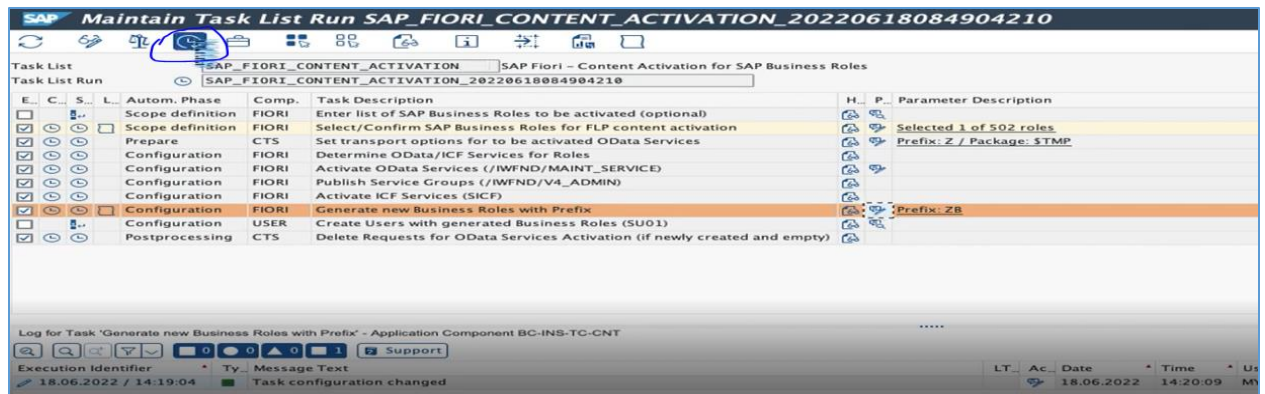 SAP Maintain Task List Run SAP_FIORI_CONTENT_ACTIVATION_20220618084904210
Task List SAP_FIORI_CONTENT_ACTIVATION SAP Fiori - Content Activation for SAP Business Roles
Task List Run SAP_FIORI_CONTENT_ACTIVATION_20220618084904210
E.. C.. S.. L.. Autom. Phase Comp. Task Description H.. P.. Parameter Description
Scope definition FIORI Enter list of SAP Business Roles to be activated (optional)
Scope definition FIORI Select/Confirm SAP Business Roles for FLP content activation Selected 1 of 502 roles
Prepare CTS Set transport options for to be activated OData Services Prefix: Z / Package: $TMP
Configuration FIORI Determine OData/ICF Services for Roles
Configuration FIORI Activate OData Services (/IWFND/MAINT_SERVICE)
Configuration FIORI Publish Service Groups (/IWFND/V4_ADMIN)
Configuration FIORI Activate ICF Services (SICF)
Configuration FIORI Generate new Business Roles with Prefix Prefix: ZB
Configuration USER Create Users with generated Business Roles (SU01)
Postprocessing CTS Delete Requests for OData Services Activation (if newly created and empty)
Log for Task 'Generate new Business Roles with Prefix' - Application Component BC-INS-TC-CNT
0 0 0 1 Support
Execution Identifier Ty.. Message Text LT.. Ac.. Date Time Us
18.06.2022 / 14:19:04 Task configuration changed 18.06.2022 14:20:09 MY